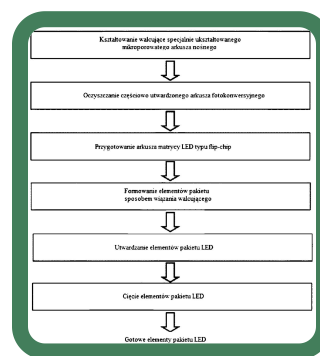 Kształtowanie walcujące specjalnie ukształtowanego
mikroporowatego arkusza nośnego
Oczyszczanie częściowo utwardzonego arkusza fotokonwersyjnego
Przygotowanie arkusza matrycy LED typu flip-chip
Formowanie elementów pakietu
sposobem wiązania walcującego
Utwardzanie elementów pakietu LED
Cięcie elementów pakietu LED
Gotowe elementy pakietu LED